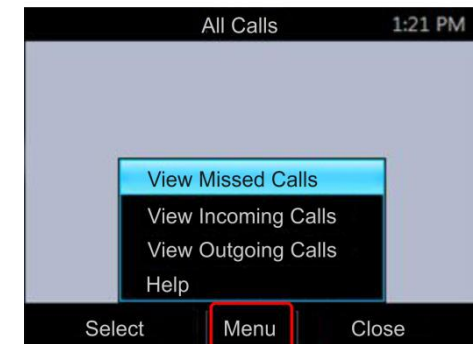 All Calls 1:21 PM
View Missed Calls
View Incoming Calls
View Outgoing Calls
Help
Select Menu Close